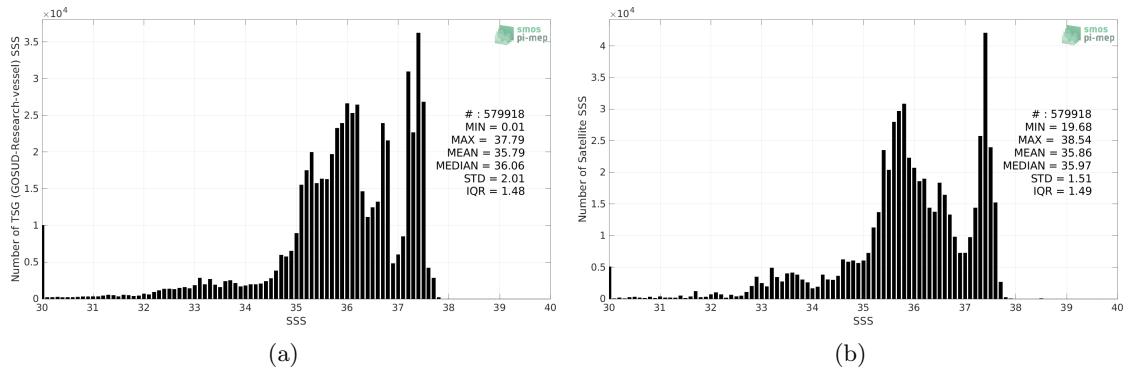 ×10^4
smos
pi-mep
Number of TSG (GOSUD-Research-vessel) SSS
3.5
3
2.5
2
1.5
1
0.5
0
# : 579918
MIN = 0.01
MAX = 37.79
MEAN = 35.79
MEDIAN = 36.06
STD = 2.01
IQR = 1.48
30 31 32 33 34 35 36 37 38 39 40
SSS
(a)
×10^4
smos
pi-mep
Number of Satellite SSS
4
3.5
3
2.5
2
1.5
1
0.5
0
# : 579918
MIN = 19.68
MAX = 38.54
MEAN = 35.86
MEDIAN = 35.97
STD = 1.51
IQR = 1.49
30 31 32 33 34 35 36 37 38 39 40
SSS
(b)